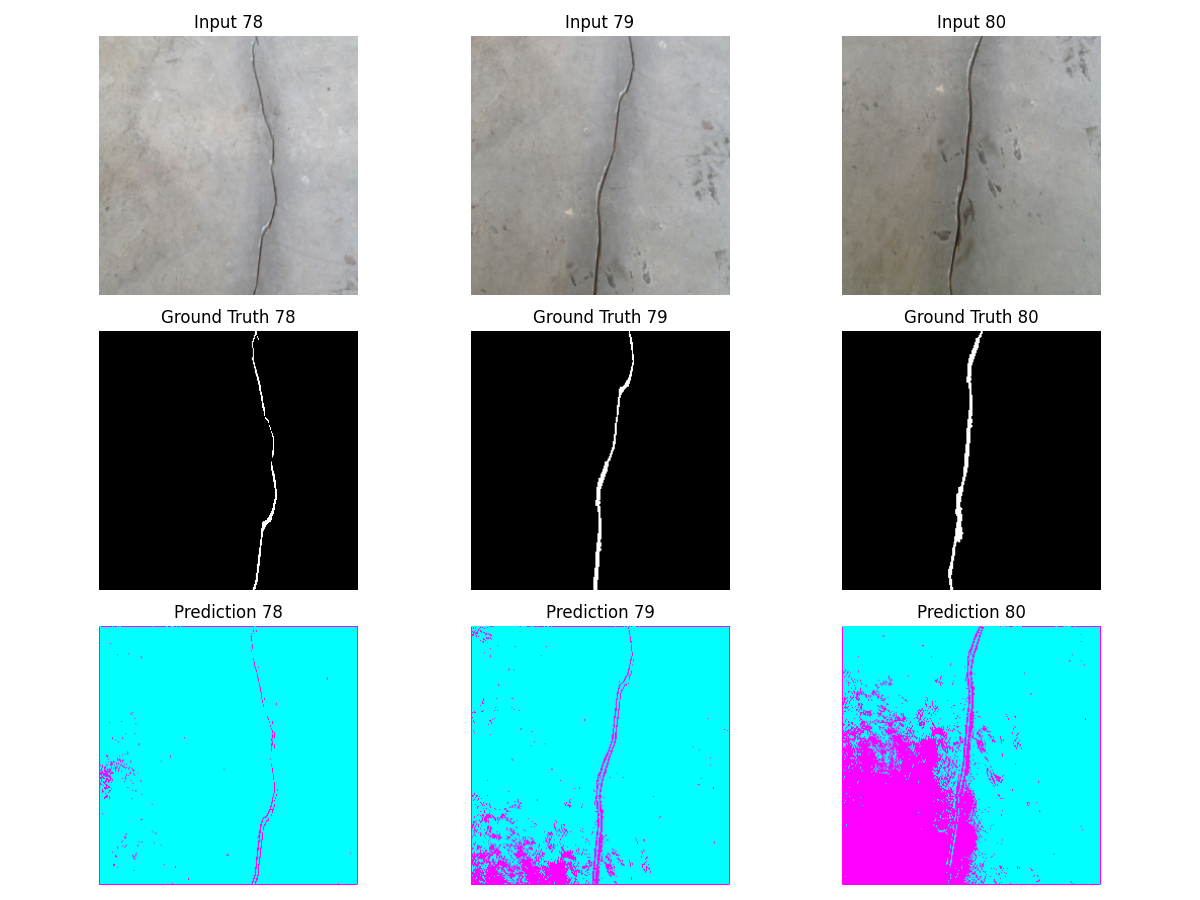 Input 78
Input 79
Input 80
Ground Truth 78
Ground Truth 79
Ground Truth 80
Prediction 78
Prediction 79
Prediction 80